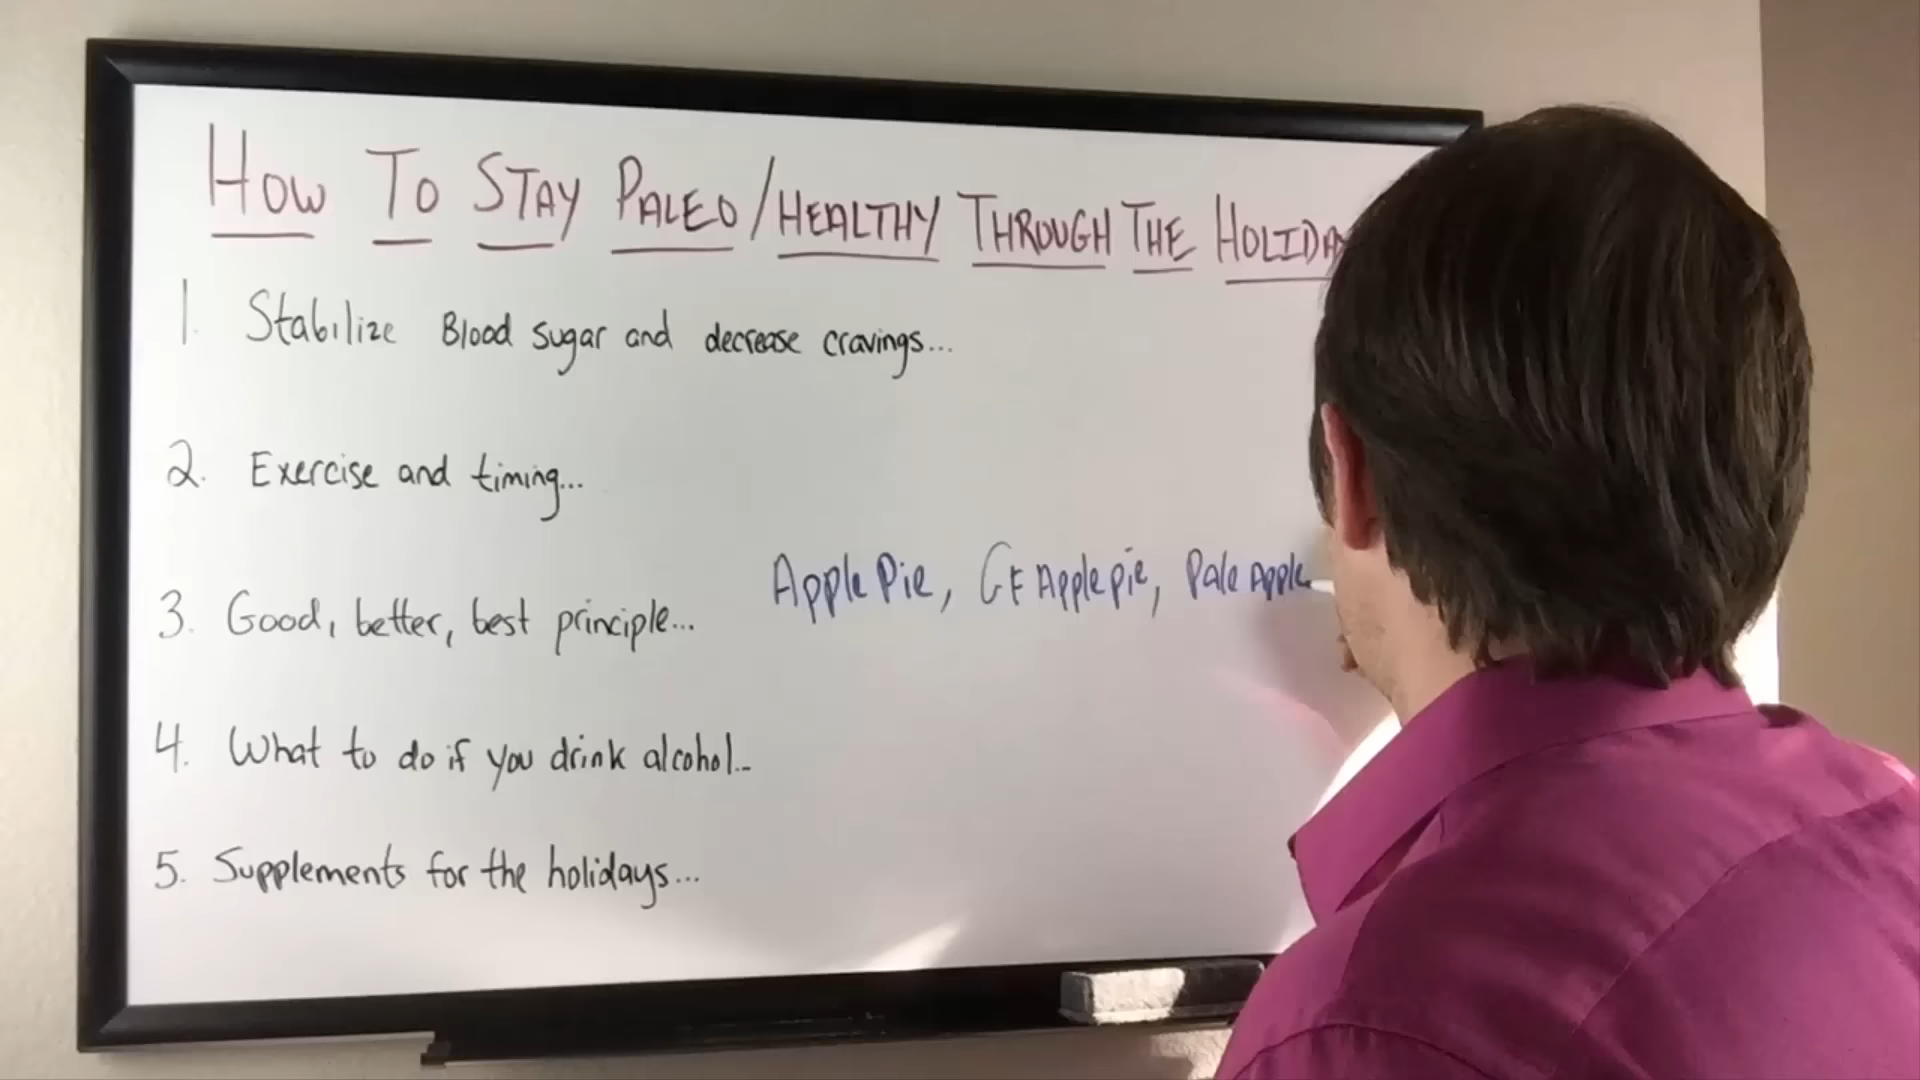 HOW TO STAY PALEO/HEALTHY THROUGH THE
1. Stabilize Blood sugar and decrease cravings...
2. Exercise and timing...
3. Good, better, best principle... Apple Pie, GF Apple pie, Pale Apple
4. What to do if you drink alcohol...
5. Supplements for the holidays...